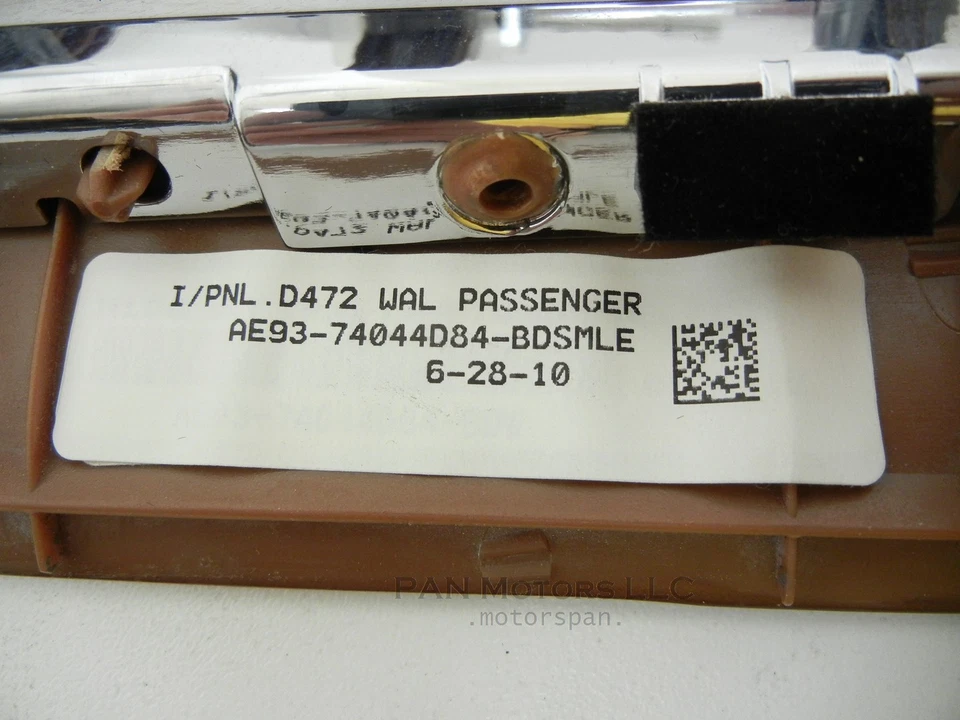 I/PNL.D472 WAL PASSENGER
AE93-74044D84-BDSMLE
6-28-10
PAN MOTORS LLC
.motorspan.